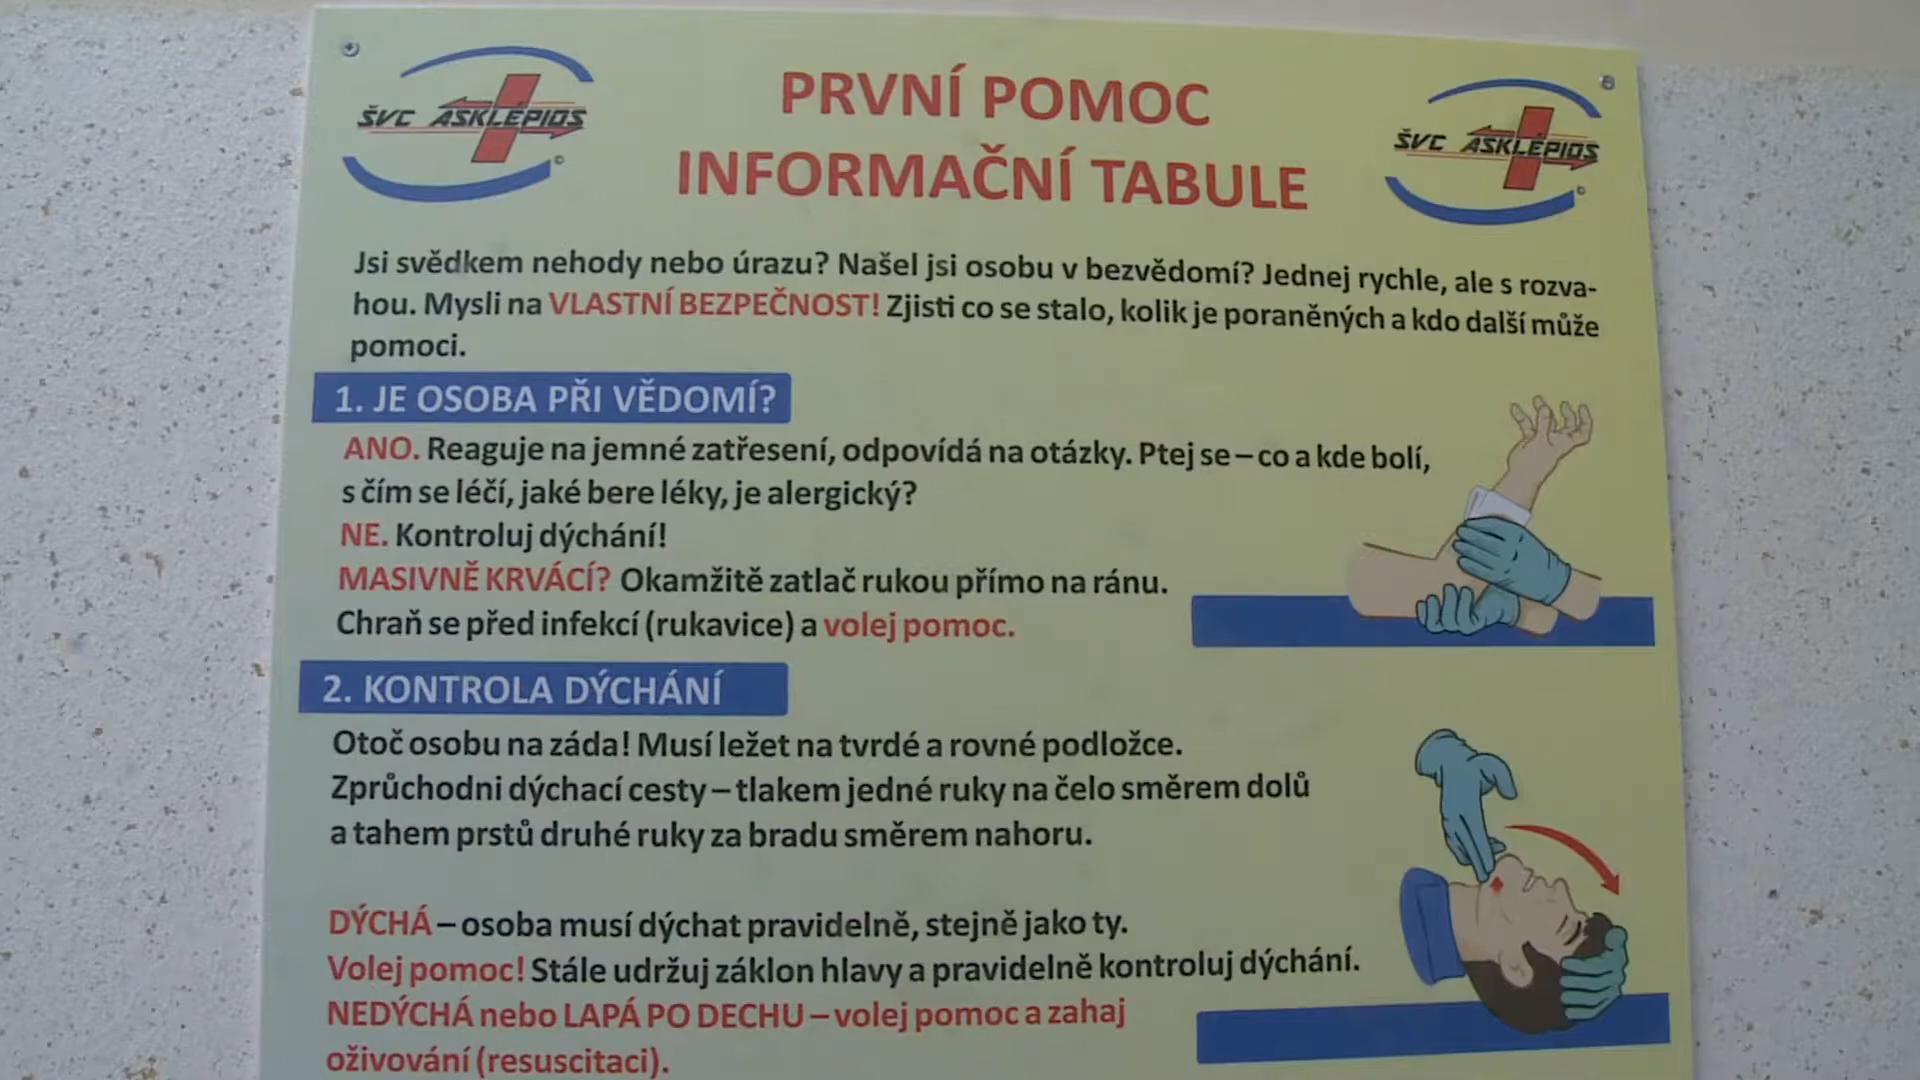 ŠVC ASKLÉPIOS
PRVNÍ POMOC
INFORMAČNÍ TABULE
ŠVC ASKLÉPIOS
Jsi svědkem nehody nebo úrazu? Našel jsi osobu v bezvědomí? Jednej rychle, ale s rozva-
hou. Mysli na VLASTNÍ BEZPEČNOST! Zjisti co se stalo, kolik je poraněných a kdo další může
pomoci.
1. JE OSOBA PŘI VĚDOMÍ?
ANO. Reaguje na jemné zatřesení, odpovídá na otázky. Ptej se – co a kde bolí,
s čím se léčí, jaké bere léky, je alergický?
NE. Kontroluj dýchání!
MASIVNĚ KRVÁCÍ? Okamžitě zatlač rukou přímo na ránu.
Chraň se před infekcí (rukavice) a volej pomoc.
2. KONTROLA DÝCHÁNÍ
Otoč osobu na záda! Musí ležet na tvrdé a rovné podložce.
Zprůchodni dýchací cesty – tlakem jedné ruky na čelo směrem dolů
a tahem prstů druhé ruky za bradu směrem nahoru.
DÝCHÁ – osoba musí dýchat pravidelně, stejně jako ty.
Volej pomoc! Stále udržuj záklon hlavy a pravidelně kontroluj dýchání.
NEDÝCHÁ nebo LAPÁ PO DECHU – volej pomoc a zahaj
oživování (resuscitaci).